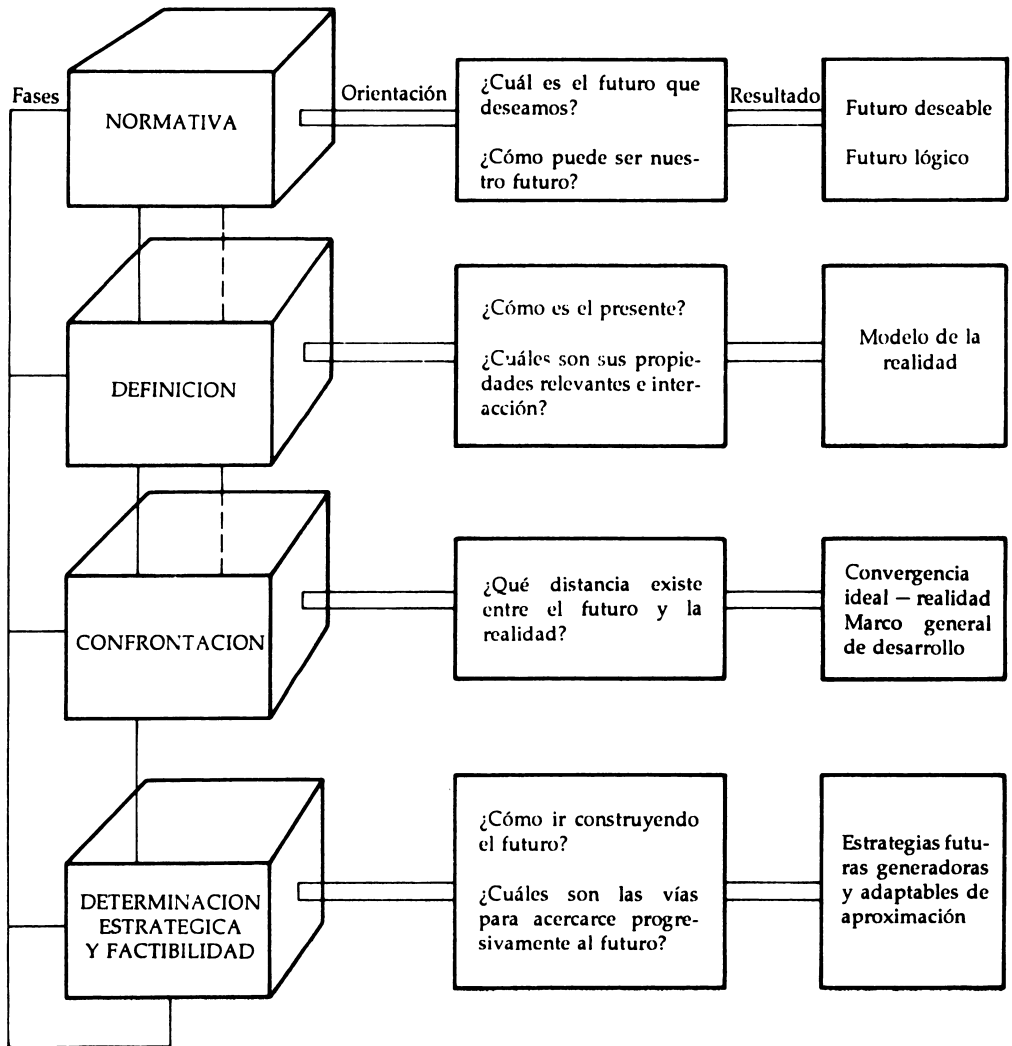 Fases
NORMATIVA
Orientación
¿Cuál es el futuro que
deseamos?
¿Cómo puede ser nues-
tro futuro?
Resultado
Futuro deseable
Futuro lógico
DEFINICION
¿Cómo es el presente?
¿Cuáles son sus propie-
dades relevantes e inter-
acción?
Modelo de la
realidad
CONFRONTACION
¿Qué distancia existe
entre el futuro y la
realidad?
Convergencia
ideal — realidad
Marco general
de desarrollo
DETERMINACION
ESTRATEGICA
Y FACTIBILIDAD
¿Cómo ir construyendo
el futuro?
¿Cuáles son las vías
para acercarce progre-
sivamente al futuro?
Estrategias futu-
ras generadoras
y adaptables de
aproximación